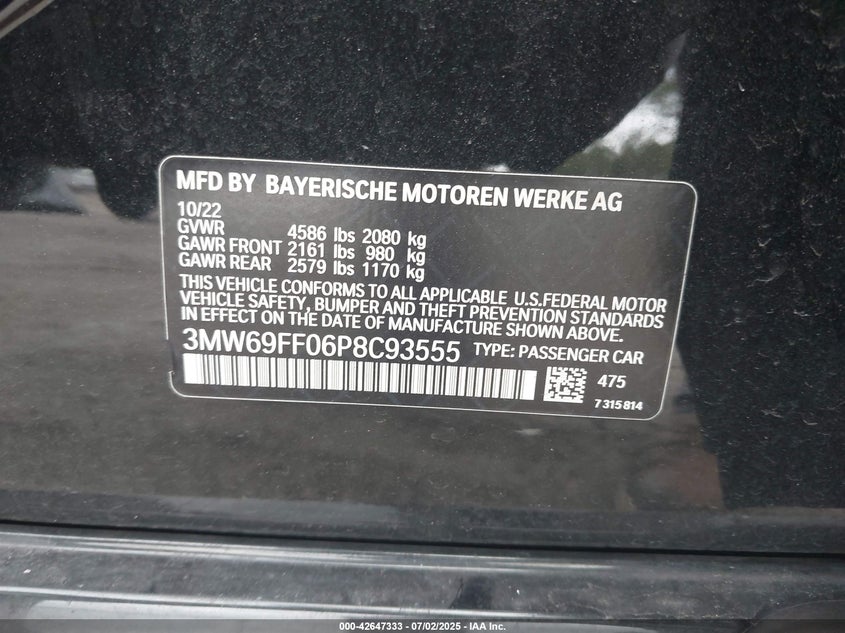 MFD BY BAYERISCHE MOTOREN WERKE AG
10/22
GVWR 4586 lbs 2080 kg
GAWR FRONT 2161 lbs 980 kg
GAWR REAR 2579 lbs 1170 kg
THIS VEHICLE CONFORMS TO ALL APPLICABLE U.S.FEDERAL MOTOR
VEHICLE SAFETY, BUMPER AND THEFT PREVENTION STANDARDS
IN EFFECT ON THE DATE OF MANUFACTURE SHOWN ABOVE.
3MW69FF06P8C93555 TYPE: PASSENGER CAR
475
7 315 814
000-42647333 / 07/02/2025 - IAA Inc.